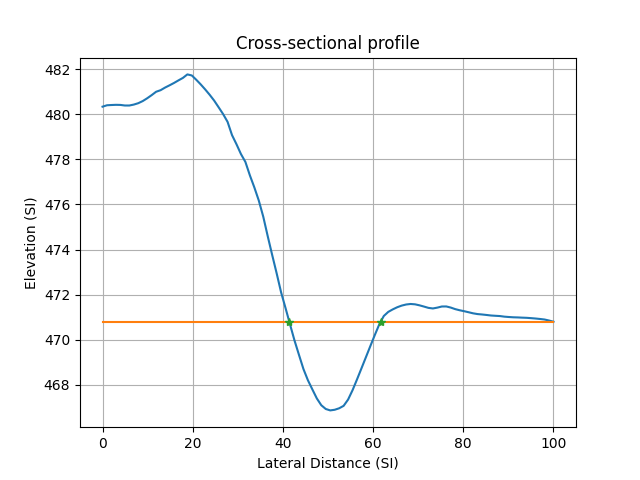 Cross-sectional profile
482
480
478
476
474
472
470
468
Elevation (SI)
0 20 40 60 80 100
Lateral Distance (SI)